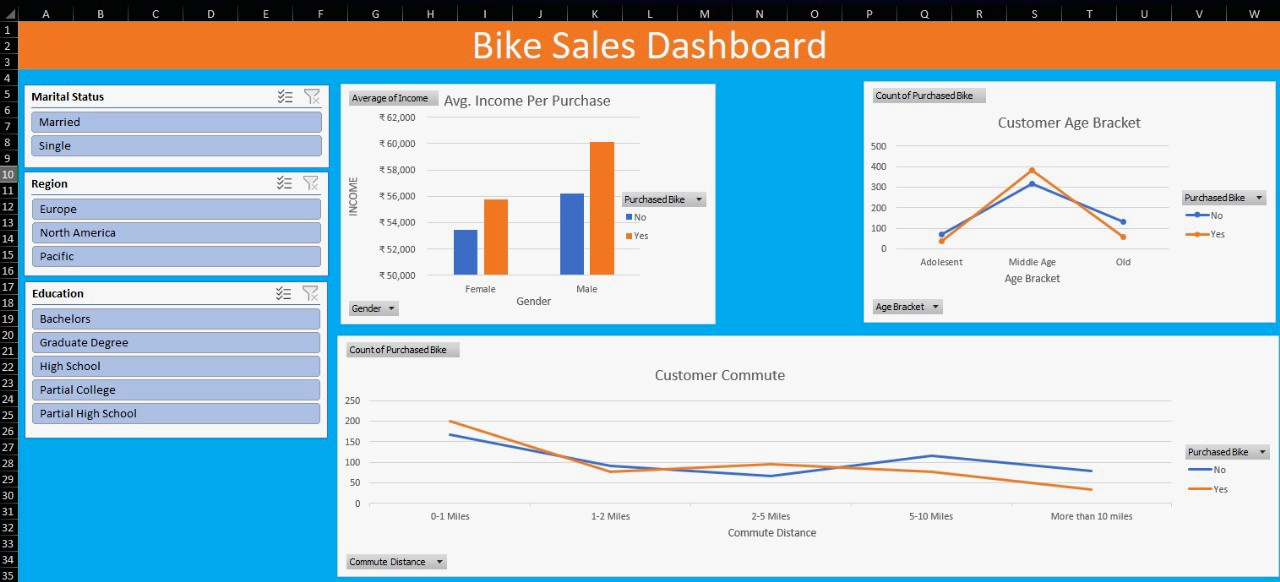 A B C D E F G H I J K L M N O P Q R S T U V W
1
2
3
4
5
6
7
8
9
10
11
12
13
14
15
16
17
18
19
20
21
22
23
24
25
26
27
28
29
30
31
32
33
34
35
Bike Sales Dashboard
Marital Status
Married
Single
Region
Europe
North America
Pacific
Education
Bachelors
Graduate Degree
High School
Partial College
Partial High School
Average of Income
Avg. Income Per Purchase
₹ 62,000
₹ 60,000
₹ 58,000
₹ 56,000
₹ 54,000
₹ 52,000
₹ 50,000
INCOME
Female Male
Gender
Purchased Bike
No
Yes
Gender
Count of Purchased Bike
Customer Age Bracket
500
400
300
200
100
0
Adolesent Middle Age Old
Age Bracket
Purchased Bike
No
Yes
Age Bracket
Count of Purchased Bike
Customer Commute
250
200
150
100
50
0
0-1 Miles 1-2 Miles 2-5 Miles 5-10 Miles More than 10 miles
Commute Distance
Purchased Bike
No
Yes
Commute Distance